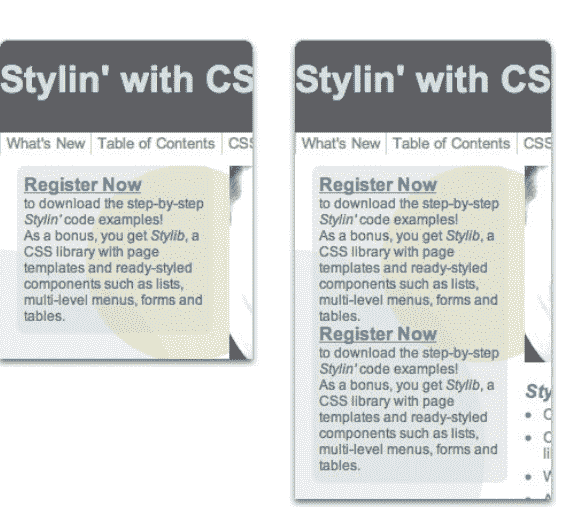 Stylin' with CS
What's New Table of Contents CSS
Register Now
to download the step-by-step
Stylin' code examples!
As a bonus, you get Stylib, a
CSS library with page
templates and ready-styled
components such as lists,
multi-level menus, forms and
tables.
Stylin' with CS
What's New Table of Contents CSS
Register Now
to download the step-by-step
Stylin' code examples!
As a bonus, you get Stylib, a
CSS library with page
templates and ready-styled
components such as lists,
multi-level menus, forms and
tables.
Register Now
to download the step-by-step
Stylin' code examples!
As a bonus, you get Stylib, a
CSS library with page
templates and ready-styled
components such as lists,
multi-level menus, forms and
tables.
Sty